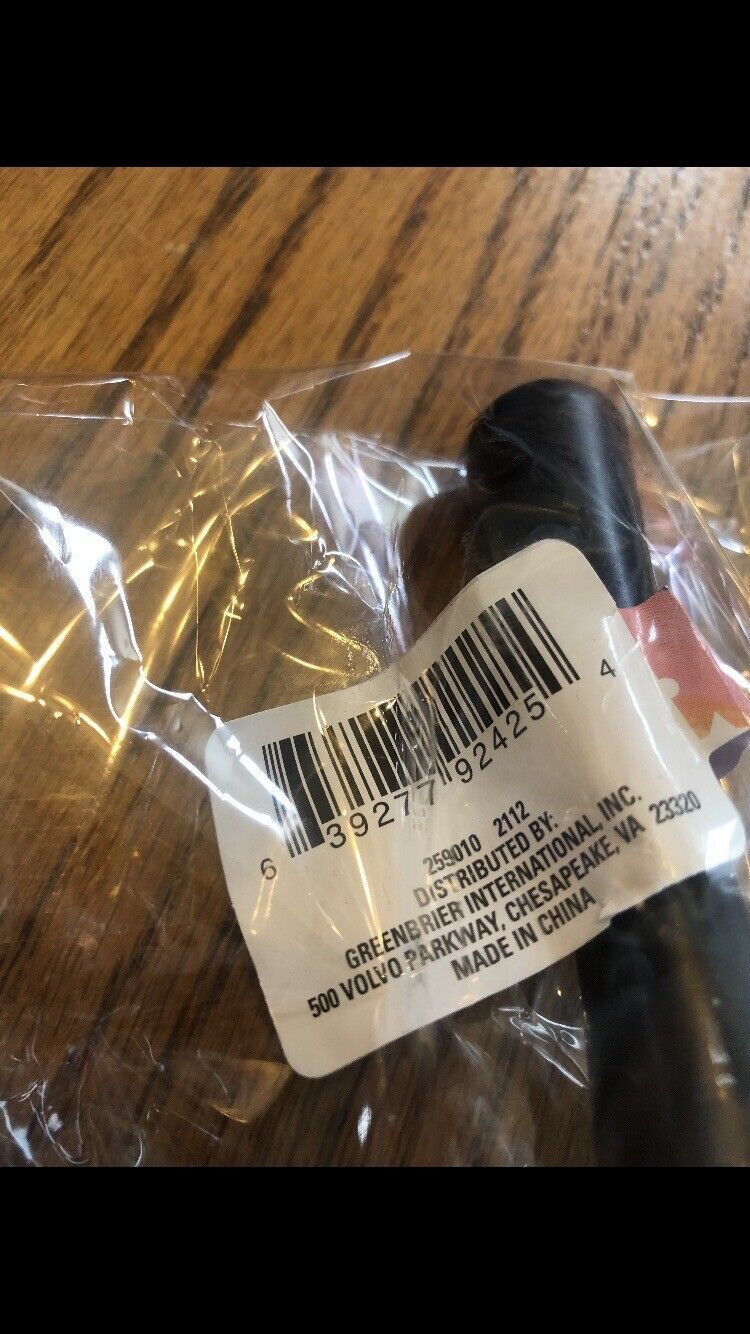 6 39277 92425 4
259010 2112
DISTRIBUTED BY:
GREENBRIER INTERNATIONAL, INC.
500 VOLVO PARKWAY, CHESAPEAKE, VA 23320
MADE IN CHINA